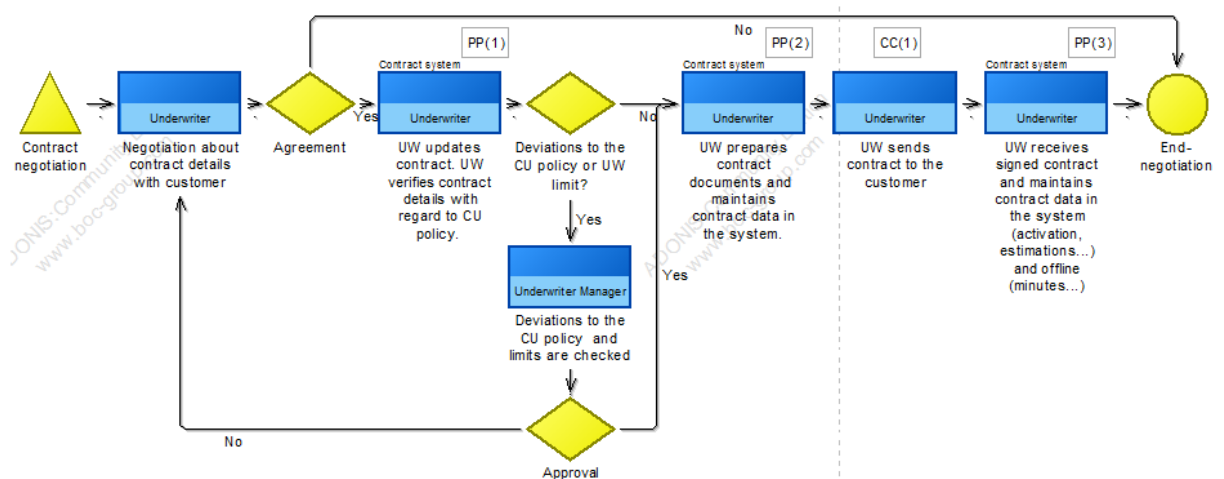 No
PP(1)
PP(2)
CC(1)
PP(3)
Contract system
Contract system
Contract system
Underwriter
Underwriter
Underwriter
Underwriter
Underwriter
Yes
No
Contract
negotiation
Negotiation about
contract details
with customer
Agreement
UW updates
contract. UW
verifies contract
details with
regard to CU
policy.
Deviations to the
CU policy or UW
limit?
UW prepares
contract
documents and
maintains
contract data in
the system.
UW sends
contract to the
customer
UW receives
signed contract
and maintains
contract data in
the system
(activation,
estimations...)
and offline
(minutes...)
End-
negotiation
Yes
Yes
Underwriter Manager
Deviations to the
CU policy and
limits are checked
No
Approval
www.boc-group.com